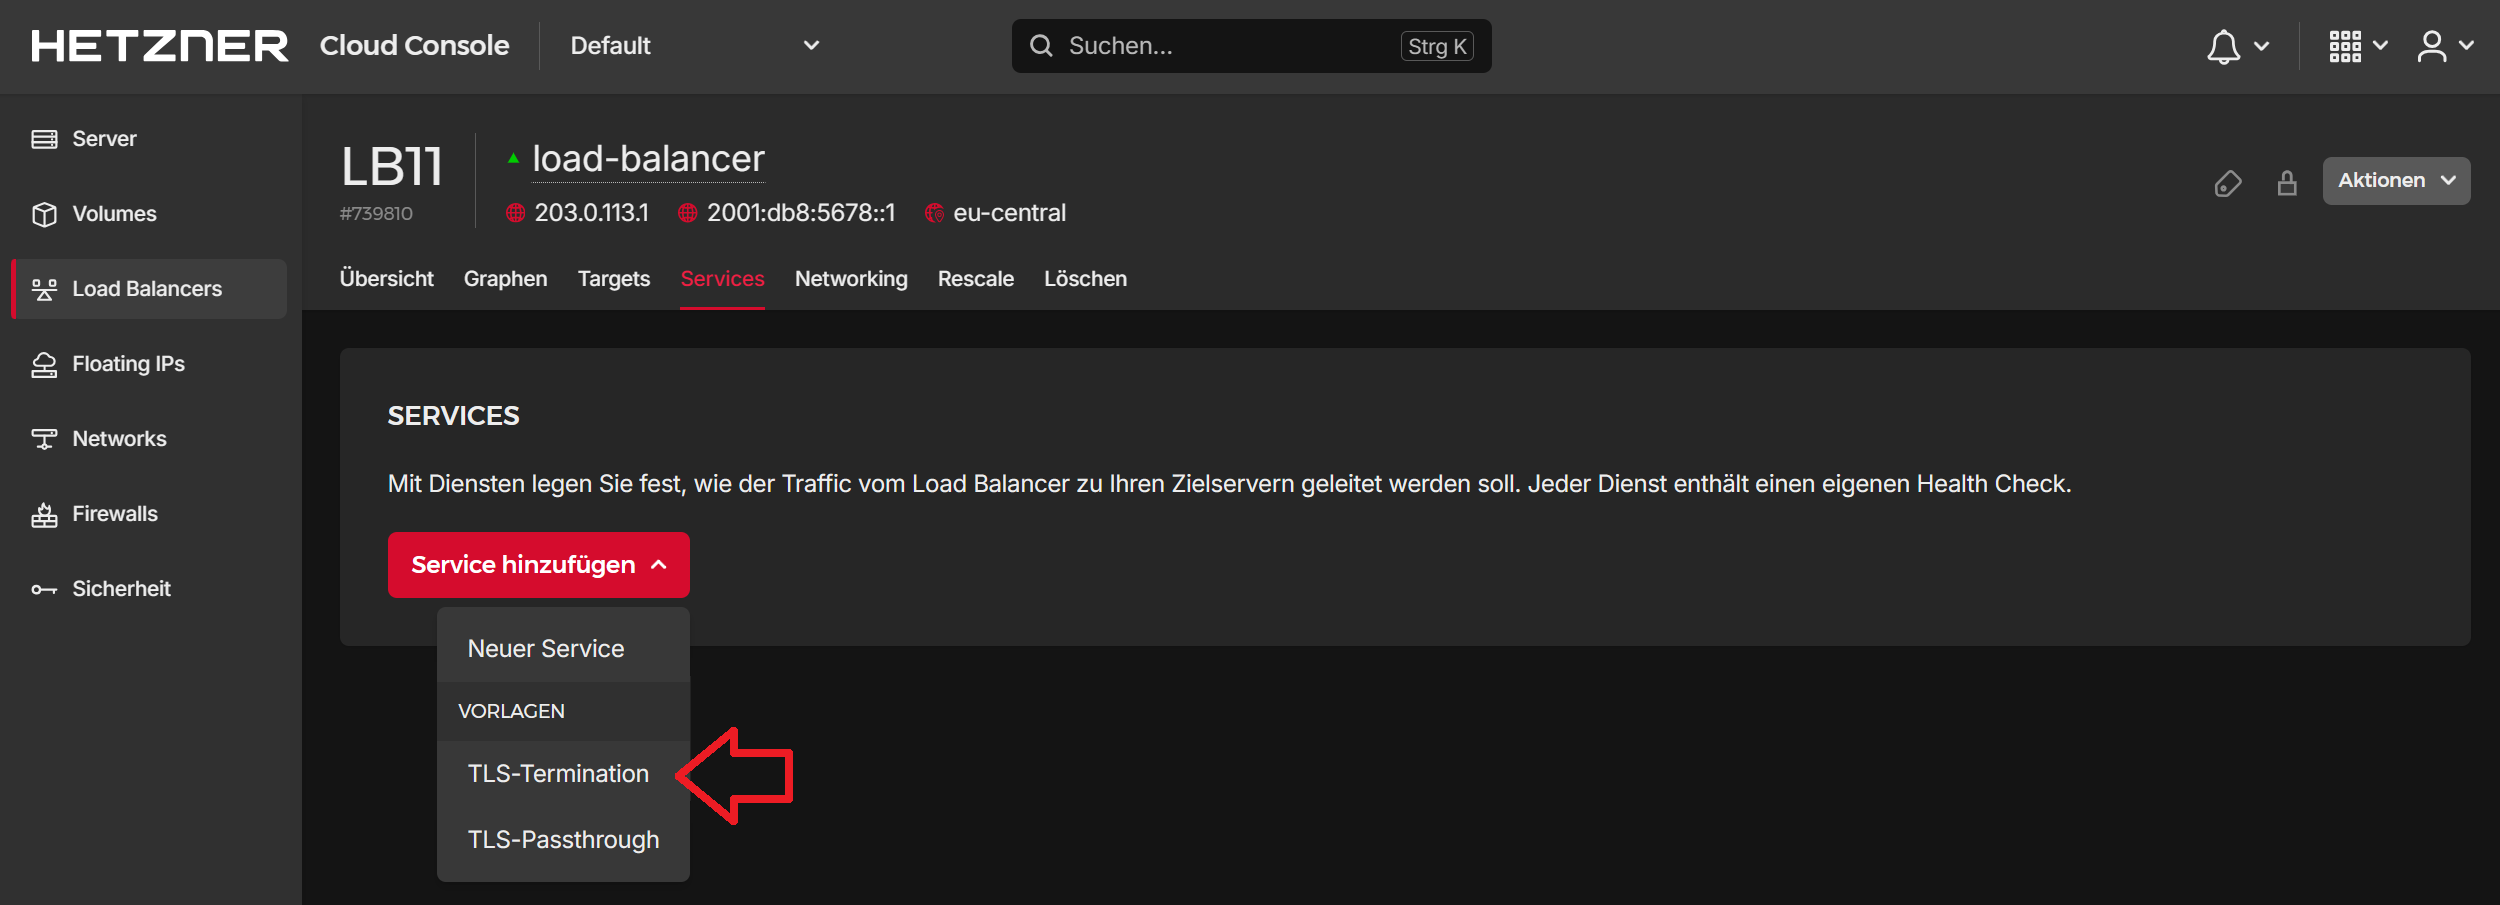 HETZNER Cloud Console Default Suchen... Strg K
Server
Volumes
Load Balancers
Floating IPs
Networks
Firewalls
Sicherheit
LB11
#739810
load-balancer
203.0.113.1 2001:db8:5678::1 eu-central
Aktionen
Übersicht Graphen Targets Services Networking Rescale Löschen
SERVICES
Mit Diensten legen Sie fest, wie der Traffic vom Load Balancer zu Ihren Zielservern geleitet werden soll. Jeder Dienst enthält einen eigenen Health Check.
Service hinzufügen
Neuer Service
VORLAGEN
TLS-Termination
TLS-Passthrough